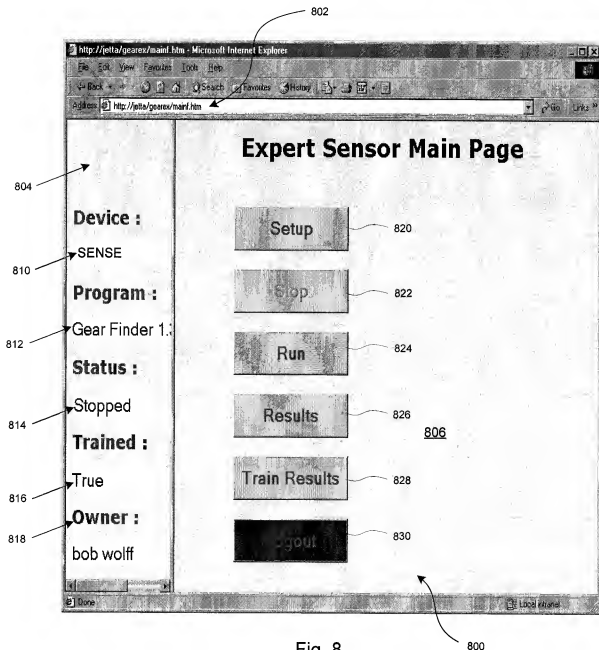 802
http://jetta/gearex/mainf.htm - Microsoft Internet Explorer
File Edit View Favorites Tools Help
Back Search Favorites History
Address http://jetta/gearex/mainf.htm Go Links »
804
Expert Sensor Main Page
Device :
Setup 820
810 SENSE
Program :
Stop 822
812 Gear Finder 1.
Run 824
Status :
814 Stopped
Results 826
806
Trained :
816 True
Train Results 828
818 Owner :
Logout 830
bob wolff
Done Local intranet
Fig. 8
800